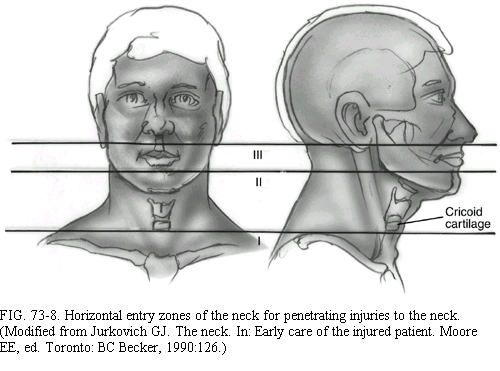 III
II
Cricoid
cartilage
I
FIG. 73-8. Horizontal entry zones of the neck for penetrating injuries to the neck.
(Modified from Jurkovich GJ. The neck. In: Early care of the injured patient. Moore
EE, ed. Toronto: BC Becker, 1990:126.)